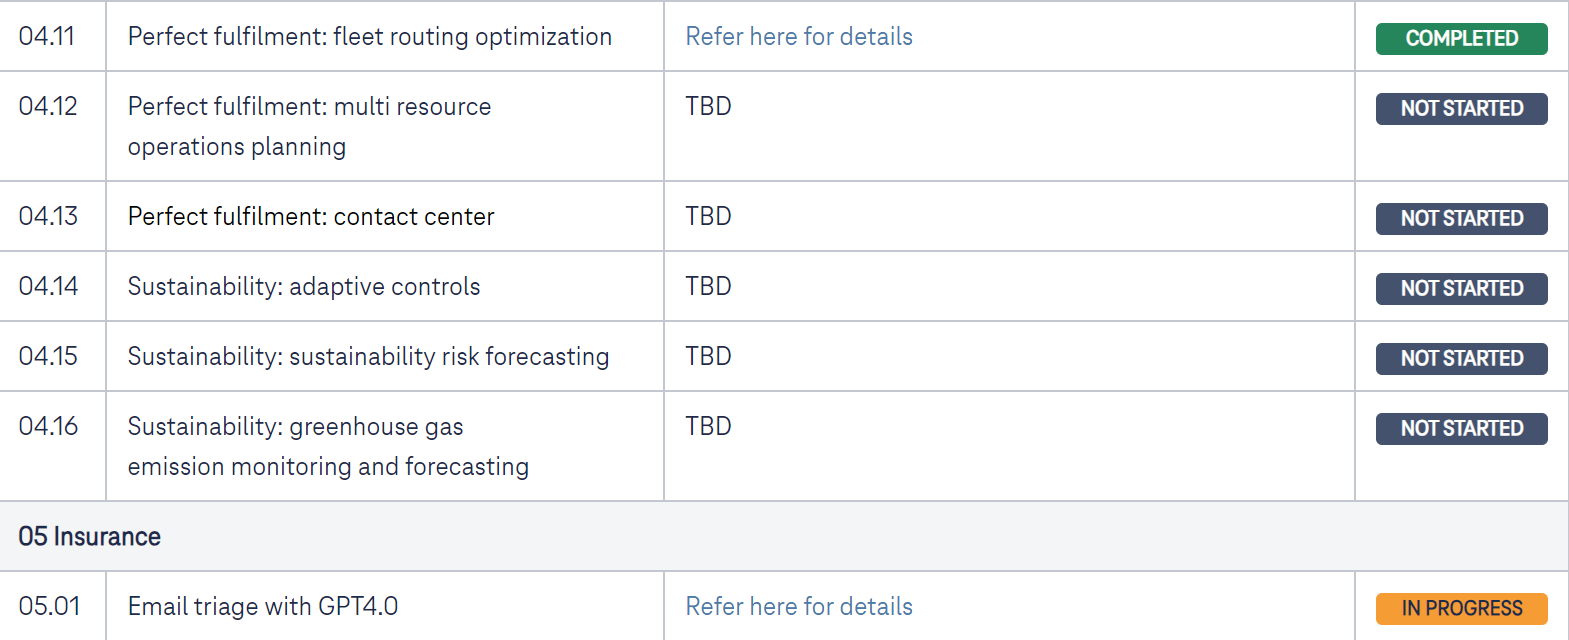 04.11 Perfect fulfilment: fleet routing optimization Refer here for details COMPLETED
04.12 Perfect fulfilment: multi resource TBD NOT STARTED
operations planning
04.13 Perfect fulfilment: contact center TBD NOT STARTED
04.14 Sustainability: adaptive controls TBD NOT STARTED
04.15 Sustainability: sustainability risk forecasting TBD NOT STARTED
04.16 Sustainability: greenhouse gas TBD NOT STARTED
emission monitoring and forecasting
05 Insurance
05.01 Email triage with GPT4.0 Refer here for details IN PROGRESS